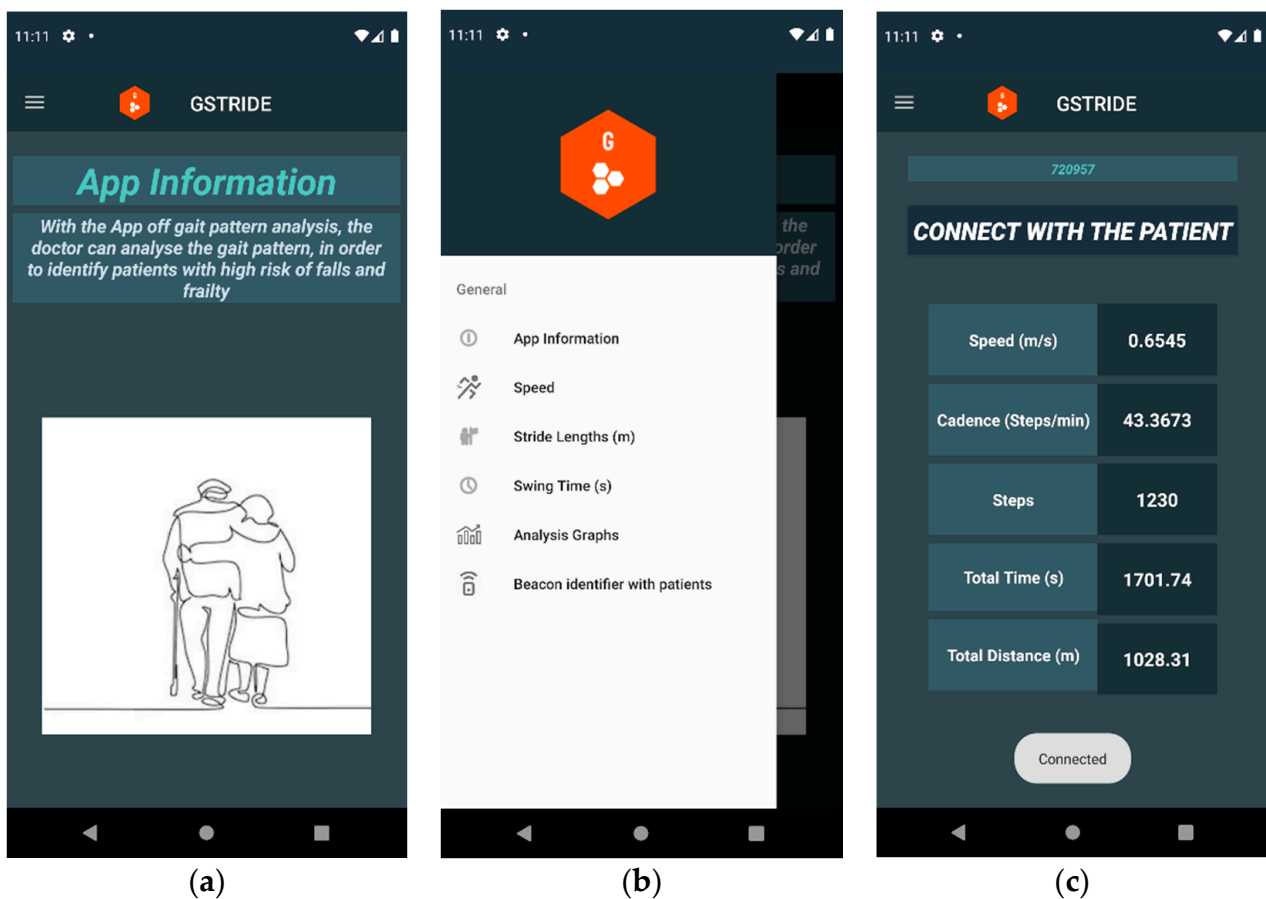 11:11
GSTRIDE
App Information
With the App off gait pattern analysis, the
doctor can analyse the gait pattern, in order
to identify patients with high risk of falls and
frailty
(a)
11:11
G
the
order
s and
General
App Information
Speed
Stride Lengths (m)
Swing Time (s)
Analysis Graphs
Beacon identifier with patients
(b)
11:11
GSTRIDE
720957
CONNECT WITH THE PATIENT
Speed (m/s) 0.6545
Cadence (Steps/min) 43.3673
Steps 1230
Total Time (s) 1701.74
Total Distance (m) 1028.31
Connected
(c)